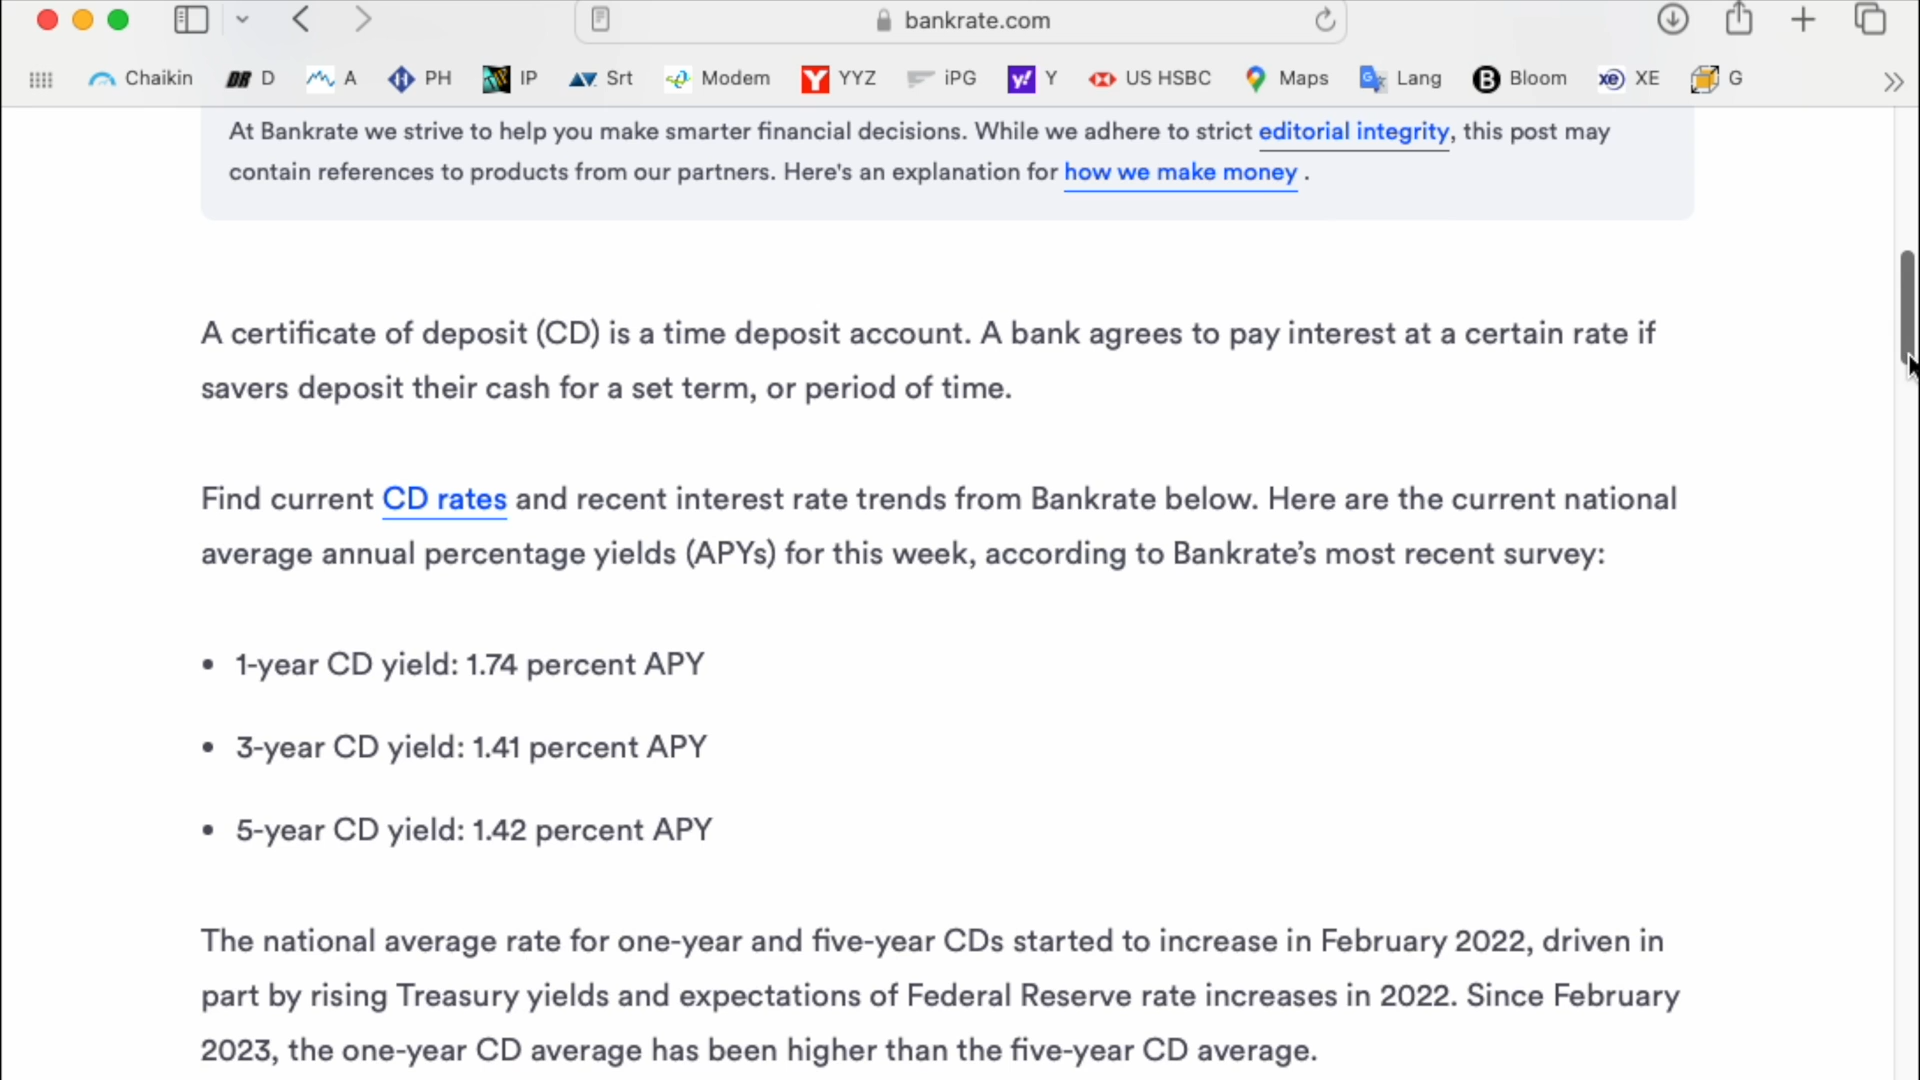 bankrate.com
Chaikin DR D A PH IP Srt Modem Y YYZ iPG y! Y US HSBC Maps Lang B Bloom xe XE G
At Bankrate we strive to help you make smarter financial decisions. While we adhere to strict editorial integrity, this post may
contain references to products from our partners. Here's an explanation for how we make money .
A certificate of deposit (CD) is a time deposit account. A bank agrees to pay interest at a certain rate if
savers deposit their cash for a set term, or period of time.
Find current CD rates and recent interest rate trends from Bankrate below. Here are the current national
average annual percentage yields (APYs) for this week, according to Bankrate’s most recent survey:
• 1-year CD yield: 1.74 percent APY
• 3-year CD yield: 1.41 percent APY
• 5-year CD yield: 1.42 percent APY
The national average rate for one-year and five-year CDs started to increase in February 2022, driven in
part by rising Treasury yields and expectations of Federal Reserve rate increases in 2022. Since February
2023, the one-year CD average has been higher than the five-year CD average.